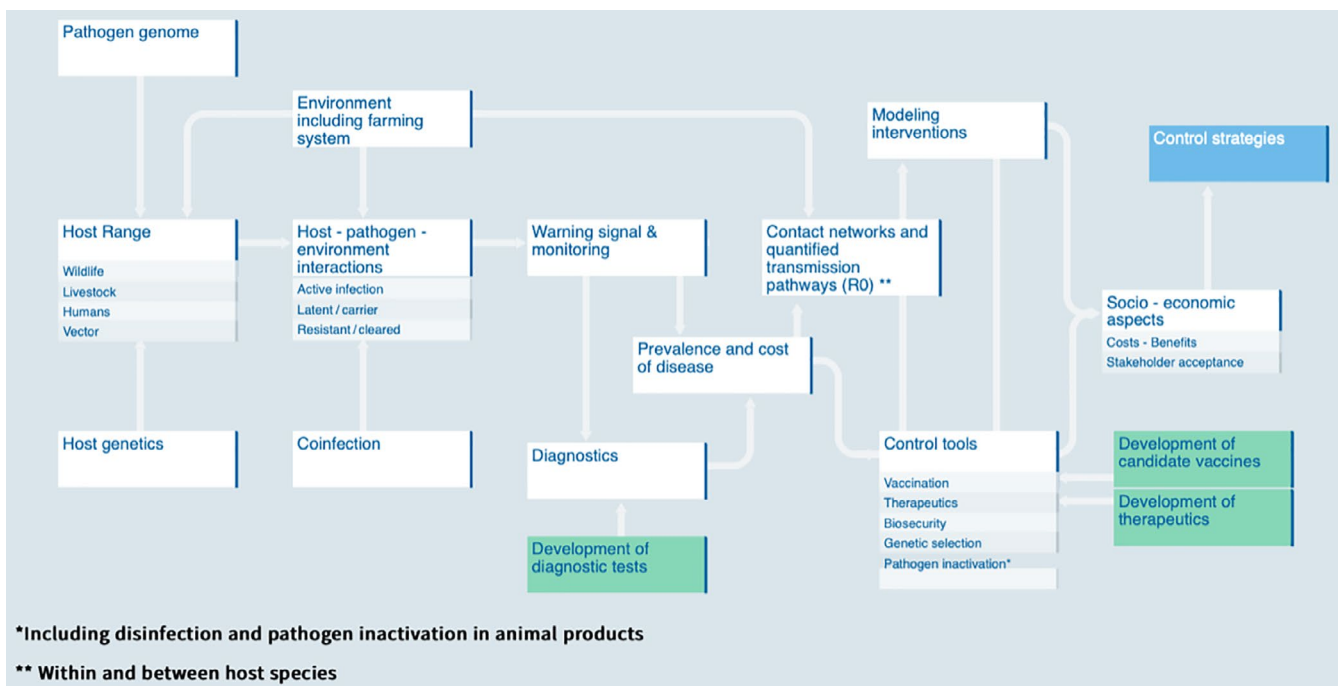 Pathogen genome
Environment
including farming
system
Modeling
interventions
Control strategies
Host Range
Wildlife
Livestock
Humans
Vector
Host - pathogen -
environment
interactions
Active infection
Latent / carrier
Resistant / cleared
Warning signal &
monitoring
Contact networks and
quantified
transmission
pathways (R0) **
Socio - economic
aspects
Costs - Benefits
Stakeholder acceptance
Prevalence and cost
of disease
Host genetics
Coinfection
Diagnostics
Control tools
Vaccination
Therapeutics
Biosecurity
Genetic selection
Pathogen inactivation*
Development of
candidate vaccines
Development of
therapeutics
Development of
diagnostic tests
*Including disinfection and pathogen inactivation in animal products
** Within and between host species